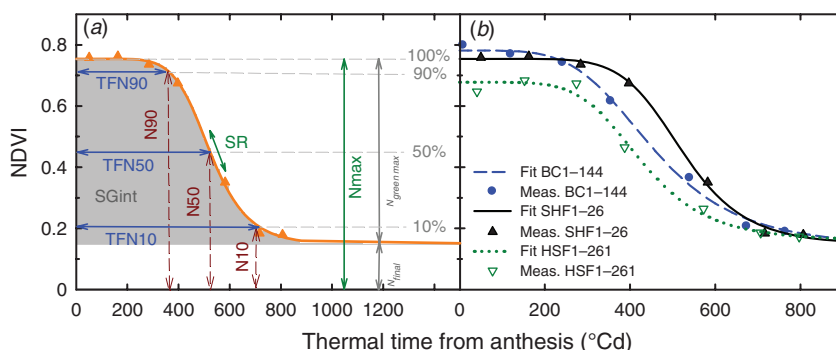 (a)
(b)
NDVI
0.8
0.6
0.4
0.2
0
100%
90%
50%
10%
TFN90
TFN50
TFN10
N90
N50
N10
SGint
SR
Nmax
Ngreen max
Nfinal
Fit BC1–144
Meas. BC1–144
Fit SHF1–26
Meas. SHF1–26
Fit HSF1–261
Meas. HSF1–261
0 200 400 600 800 1000 1200
0 200 400 600 800
Thermal time from anthesis (°Cd)